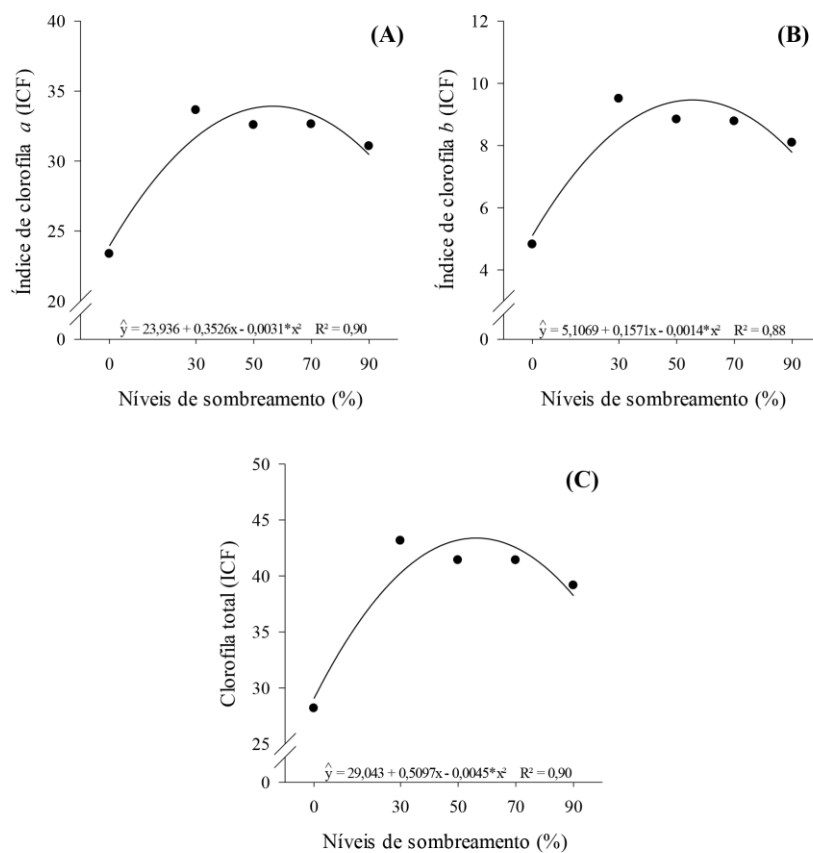 (A)
Índice de clorofila a (ICF)
40
35
30
25
20
0
ŷ = 23,936 + 0,3526x - 0,0031*x² R² = 0,90
0 30 50 70 90
Níveis de sombreamento (%)
(B)
Índice de clorofila b (ICF)
12
10
8
6
4
0
ŷ = 5,1069 + 0,1571x - 0,0014*x² R² = 0,88
0 30 50 70 90
Níveis de sombreamento (%)
(C)
Clorofila total (ICF)
50
45
40
35
30
25
0
ŷ = 29,043 + 0,5097x - 0,0045*x² R² = 0,90
0 30 50 70 90
Níveis de sombreamento (%)